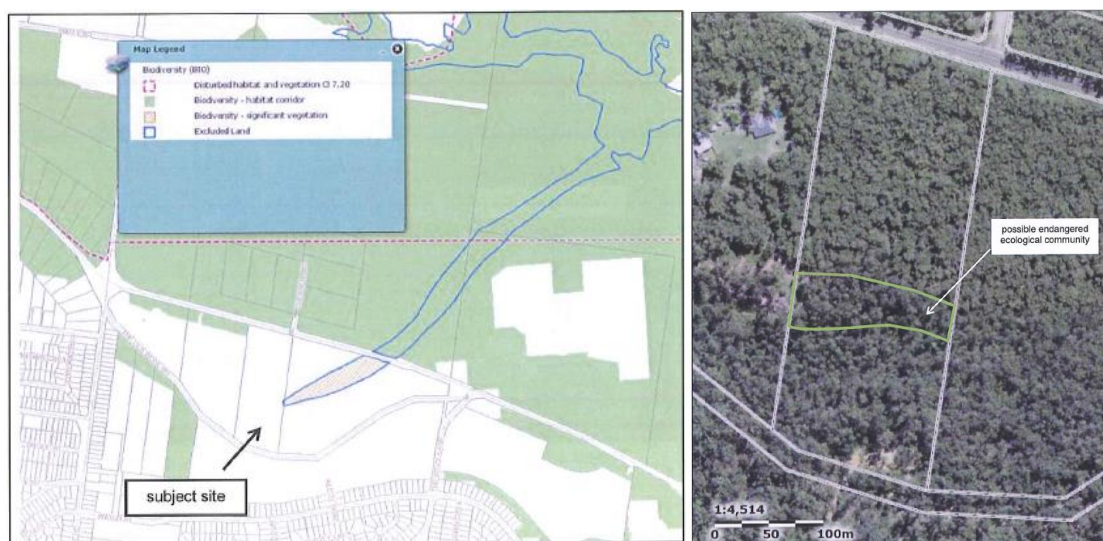 Map Legend
Biodiversity (BIO)
Disturbed habitat and vegetation Cl 7.20
Biodiversity - habitat corridor
Biodiversity - significant vegetation
Excluded Land
subject site
possible endangered
ecological community
1:4,514
0 50 100m